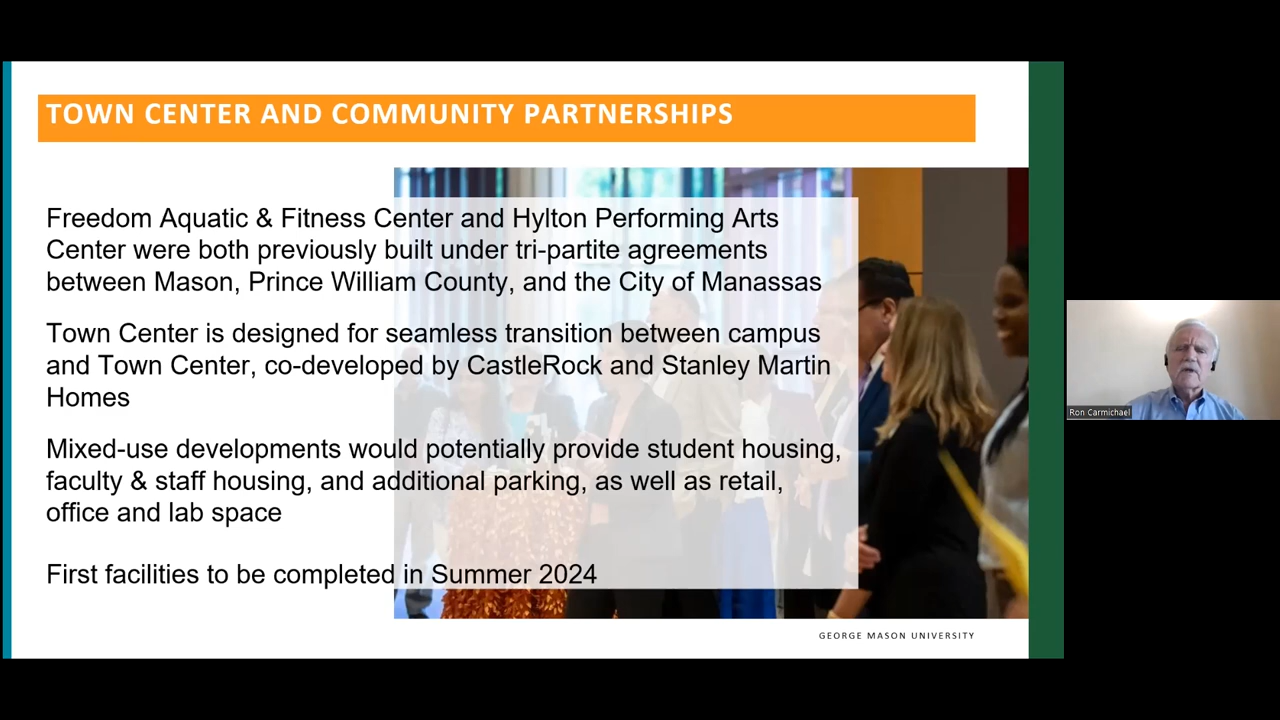 TOWN CENTER AND COMMUNITY PARTNERSHIPS
Freedom Aquatic & Fitness Center and Hylton Performing Arts
Center were both previously built under tri-partite agreements
between Mason, Prince William County, and the City of Manassas
Town Center is designed for seamless transition between campus
and Town Center, co-developed by CastleRock and Stanley Martin
Homes
Mixed-use developments would potentially provide student housing,
faculty & staff housing, and additional parking, as well as retail,
office and lab space
First facilities to be completed in Summer 2024
GEORGE MASON UNIVERSITY
Ron Carmichael